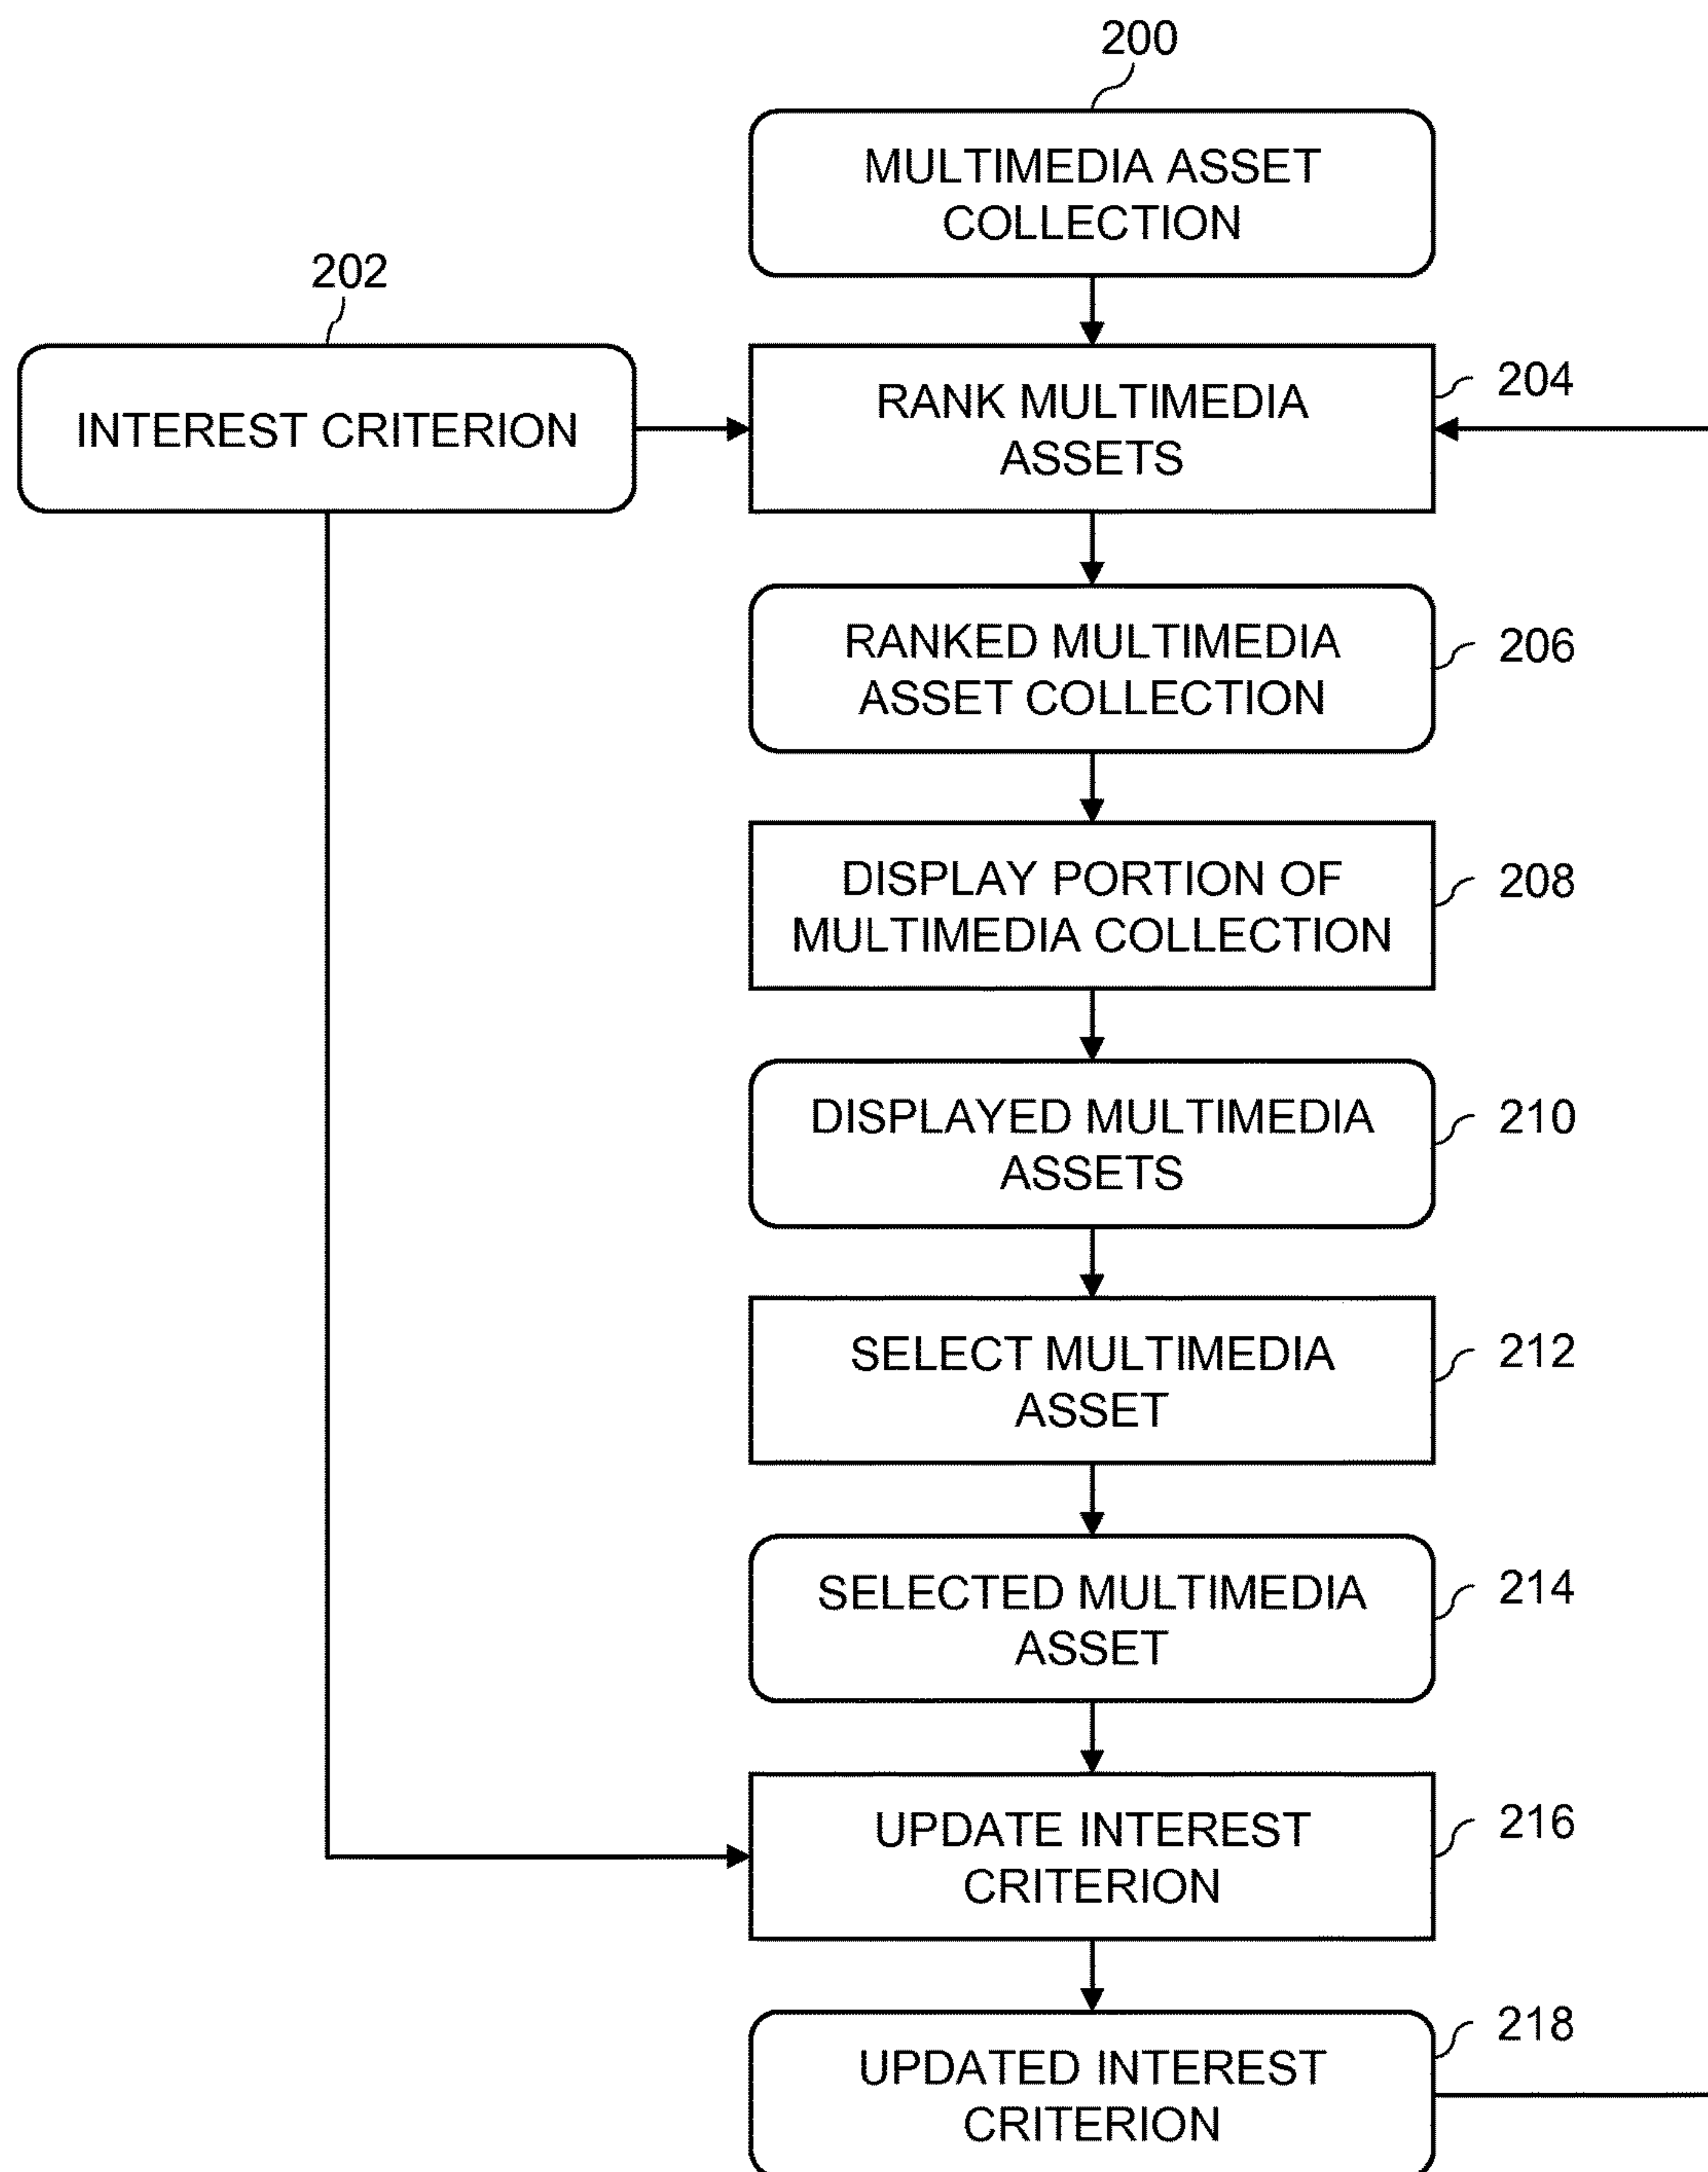 200
MULTIMEDIA ASSET
COLLECTION
202
INTEREST CRITERION
RANK MULTIMEDIA
ASSETS
204
RANKED MULTIMEDIA
ASSET COLLECTION
206
DISPLAY PORTION OF
MULTIMEDIA COLLECTION
208
DISPLAYED MULTIMEDIA
ASSETS
210
SELECT MULTIMEDIA
ASSET
212
SELECTED MULTIMEDIA
ASSET
214
UPDATE INTEREST
CRITERION
216
UPDATED INTEREST
CRITERION
218